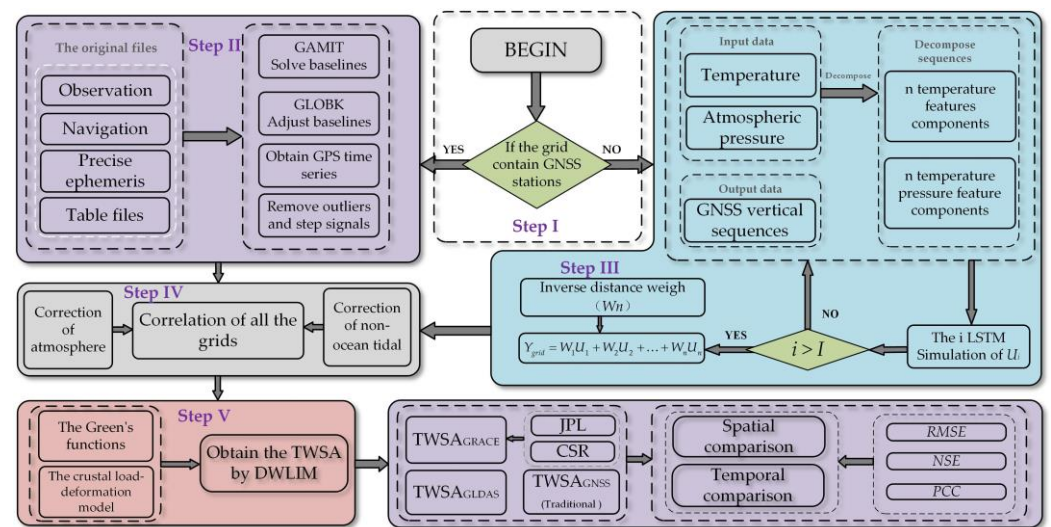 The original files
Step II
Observation
Navigation
Precise
ephemeris
Table files
GAMIT
Solve baselines
GLOBK
Adjust baselines
Obtain GPS time
series
Remove outliers
and step signals
BEGIN
YES
If the grid
contain GNSS
stations
NO
Step I
Input data
Temperature
Atmospheric
pressure
Decompose
Decompose
sequences
n temperature
features
components
n temperature
pressure feature
components
Output data
GNSS vertical
sequences
Step III
Inverse distance weigh
(Wn)
Y_grid = W_1U_1 + W_2U_2 + … + W_nU_n
YES
NO
i > I
The i LSTM
Simulation of U_i
Step IV
Correction
of
atmosphere
Correlation of all the
grids
Correction
of non-
ocean tidal
Step V
The Green's
functions
The crustal load-
deformation
model
Obtain the TWSA
by DWLIM
TWSAGRACE
JPL
CSR
TWSAGLDAS
TWSAGNSS
(Traditional )
Spatial
comparison
Temporal
comparison
RMSE
NSE
PCC